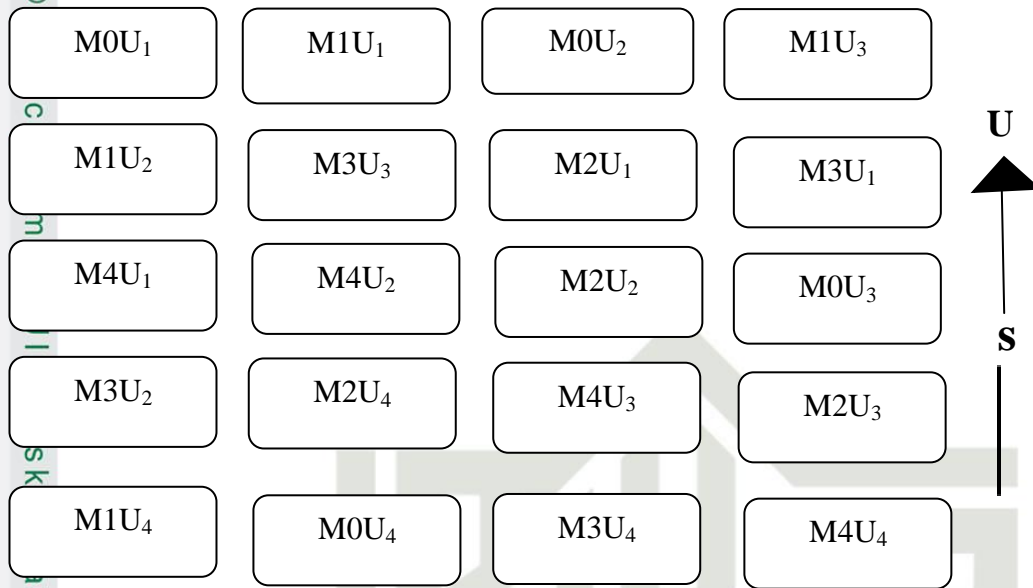 M0U₁ M1U₁ M0U₂ M1U₃
U
M1U₂ M3U₃ M2U₁ M3U₁
M4U₁ M4U₂ M2U₂ M0U₃
S
M3U₂ M2U₄ M4U₃ M2U₃
M1U₄ M0U₄ M3U₄ M4U₄